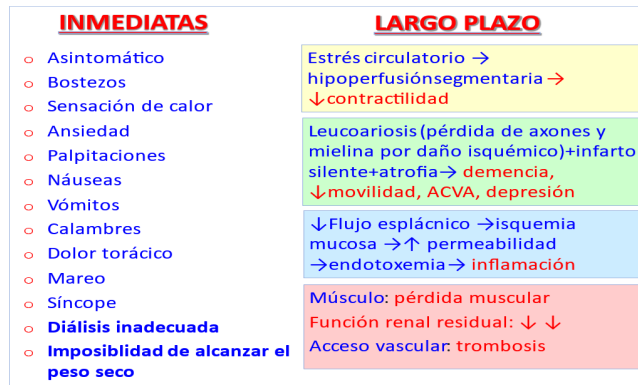 INMEDIATAS
Asintomático
Bostezos
Sensación de calor
Ansiedad
Palpitaciones
Náuseas
Vómitos
Calambres
Dolor torácico
Mareo
Síncope
Diálisis inadecuada
Imposiblidad de alcanzar el
peso seco
LARGO PLAZO
Estrés circulatorio →
hipoperfusiónsegmentaria →
↓contractilidad
Leucoariosis (pérdida de axones y
mielina por daño isquémico)+infarto
silente+atrofia→ demencia,
↓movilidad, ACVA, depresión
↓Flujo esplácnico →isquemia
mucosa →↑ permeabilidad
→endotoxemia→ inflamación
Músculo: pérdida muscular
Función renal residual: ↓ ↓
Acceso vascular: trombosis